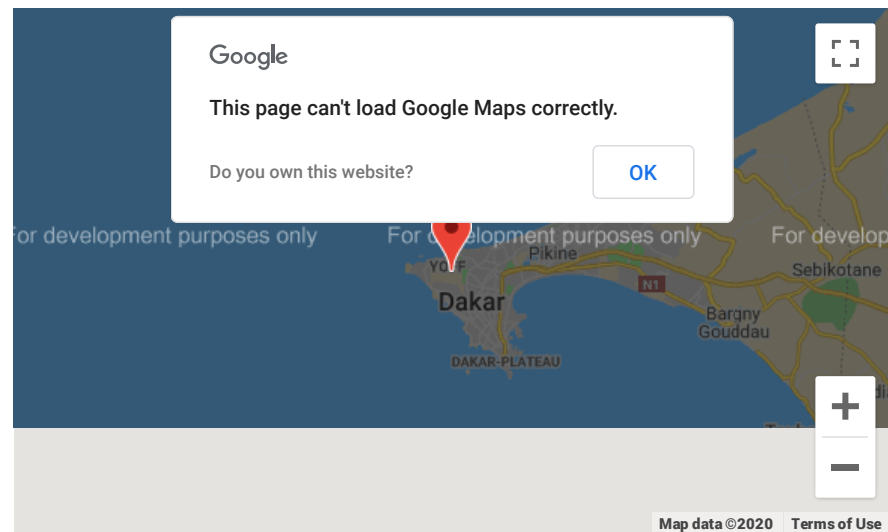 Google
This page can't load Google Maps correctly.
Do you own this website?
OK
For development purposes only
For development purposes only
For develop
Pikine
YOFF
Sebikotane
N1
Dakar
Bargny
Gouddau
DAKAR-PLATEAU
Map data ©2020
Terms of Use